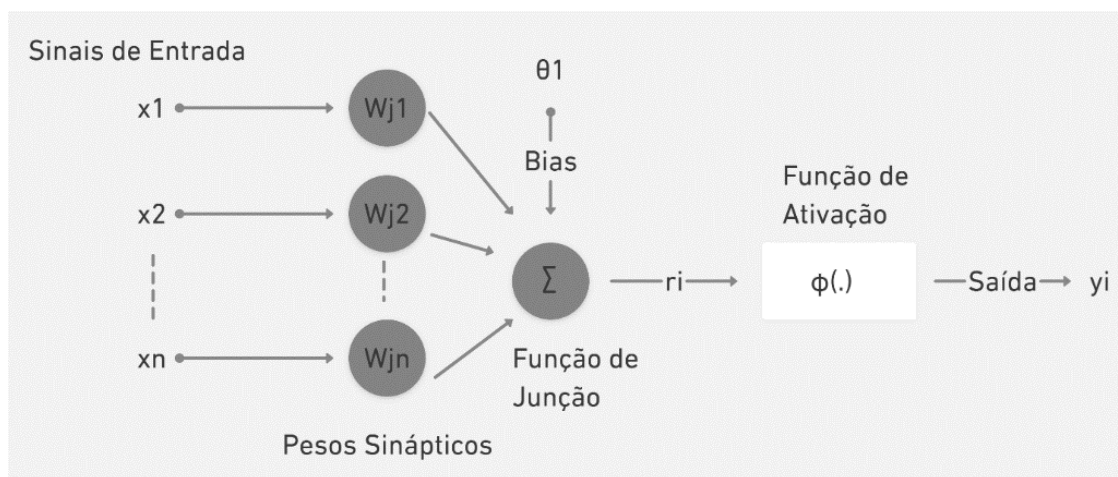 Sinais de Entrada
x1
Wj1
θ1
Bias
x2
Wj2
xn
Wjn
Pesos Sinápticos
Σ
Função de
Junção
ri
Função de
Ativação
φ(.)
Saída
yi